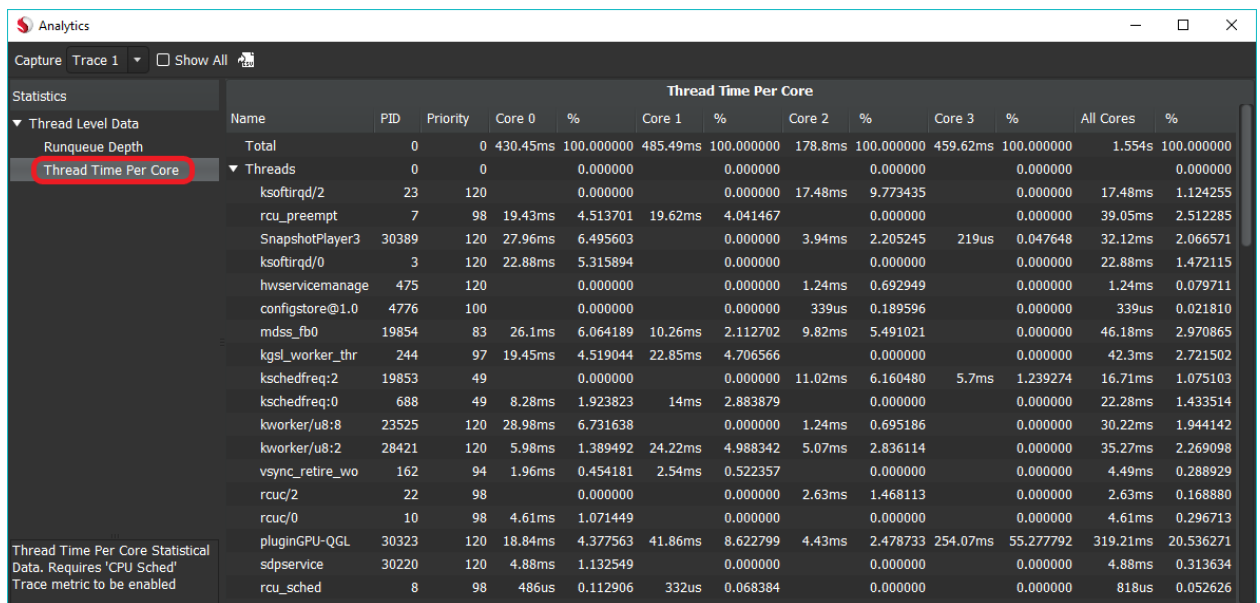 Analytics
Capture Trace 1 Show All
Statistics
Thread Level Data
Runqueue Depth
Thread Time Per Core
Thread Time Per Core Statistical
Data. Requires 'CPU Sched'
Trace metric to be enabled
Thread Time Per Core
Name PID Priority Core 0 % Core 1 % Core 2 % Core 3 % All Cores %
Total 0 0 430.45ms 100.000000 485.49ms 100.000000 178.8ms 100.000000 459.62ms 100.000000 1.554s 100.000000
Threads 0 0 0.000000 0.000000 0.000000 0.000000 0.000000
ksoftirqd/2 23 120 0.000000 0.000000 17.48ms 9.773435 0.000000 17.48ms 1.124255
rcu_preempt 7 98 19.43ms 4.513701 19.62ms 4.041467 0.000000 0.000000 39.05ms 2.512285
SnapshotPlayer3 30389 120 27.96ms 6.495603 0.000000 3.94ms 2.205245 219us 0.047648 32.12ms 2.066571
ksoftirqd/0 3 120 22.88ms 5.315894 0.000000 0.000000 0.000000 22.88ms 1.472115
hwservicemanage 475 120 0.000000 0.000000 1.24ms 0.692949 0.000000 1.24ms 0.079711
configstore@1.0 4776 100 0.000000 0.000000 339us 0.189596 0.000000 339us 0.021810
mdss_fb0 19854 83 26.1ms 6.064189 10.26ms 2.112702 9.82ms 5.491021 0.000000 46.18ms 2.970865
kgsl_worker_thr 244 97 19.45ms 4.519044 22.85ms 4.706566 0.000000 0.000000 42.3ms 2.721502
kschedfreq:2 19853 49 0.000000 0.000000 11.02ms 6.160480 5.7ms 1.239274 16.71ms 1.075103
kschedfreq:0 688 49 8.28ms 1.923823 14ms 2.883879 0.000000 0.000000 22.28ms 1.433514
kworker/u8:8 23525 120 28.98ms 6.731638 0.000000 1.24ms 0.695186 0.000000 30.22ms 1.944142
kworker/u8:2 28421 120 5.98ms 1.389492 24.22ms 4.988342 5.07ms 2.836114 0.000000 35.27ms 2.269098
vsync_retire_wo 162 94 1.96ms 0.454181 2.54ms 0.522357 0.000000 0.000000 4.49ms 0.288929
rcuc/2 22 98 0.000000 0.000000 2.63ms 1.468113 0.000000 2.63ms 0.168880
rcuc/0 10 98 4.61ms 1.071449 0.000000 0.000000 0.000000 4.61ms 0.296713
pluginGPU-QGL 30323 120 18.84ms 4.377563 41.86ms 8.622799 4.43ms 2.478733 254.07ms 55.277792 319.21ms 20.536271
sdpservice 30220 120 4.88ms 1.132549 0.000000 0.000000 0.000000 4.88ms 0.313634
rcu_sched 8 98 486us 0.112906 332us 0.068384 0.000000 0.000000 818us 0.052626